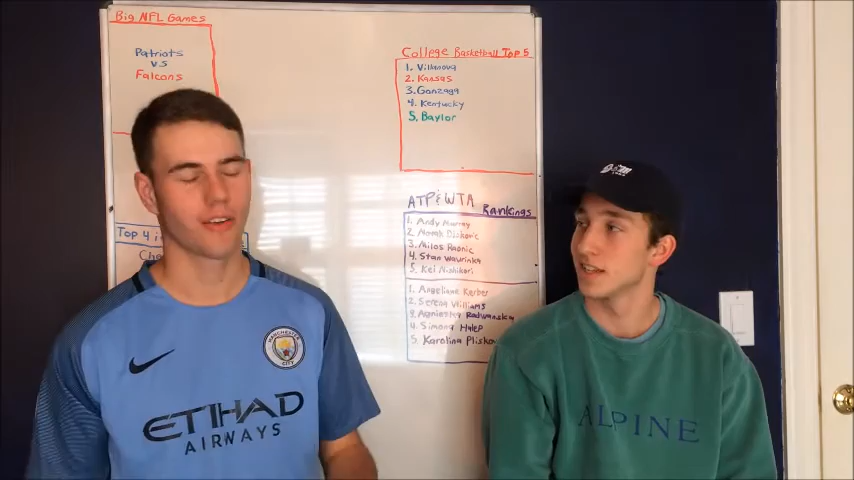 Big NFL Games
Patriots
vs
Falcons
College Basketball Top 5
1. Villanova
2. Kansas
3. Gonzaga
4. Kentucky
5. Baylor
ATP & WTA Rankings
1. Andy Murray
2. Novak Djokovic
3. Milos Raonic
4. Stan Wawrinka
5. Kei Nishikori
1. Angelique Kerber
2. Serena Williams
3. Agnieszka Radwanska
4. Simona Halep
5. Karolina Pliskova
Top 4 i
MANCHESTER
CITY
ETIHAD
AIRWAYS
ALPINE